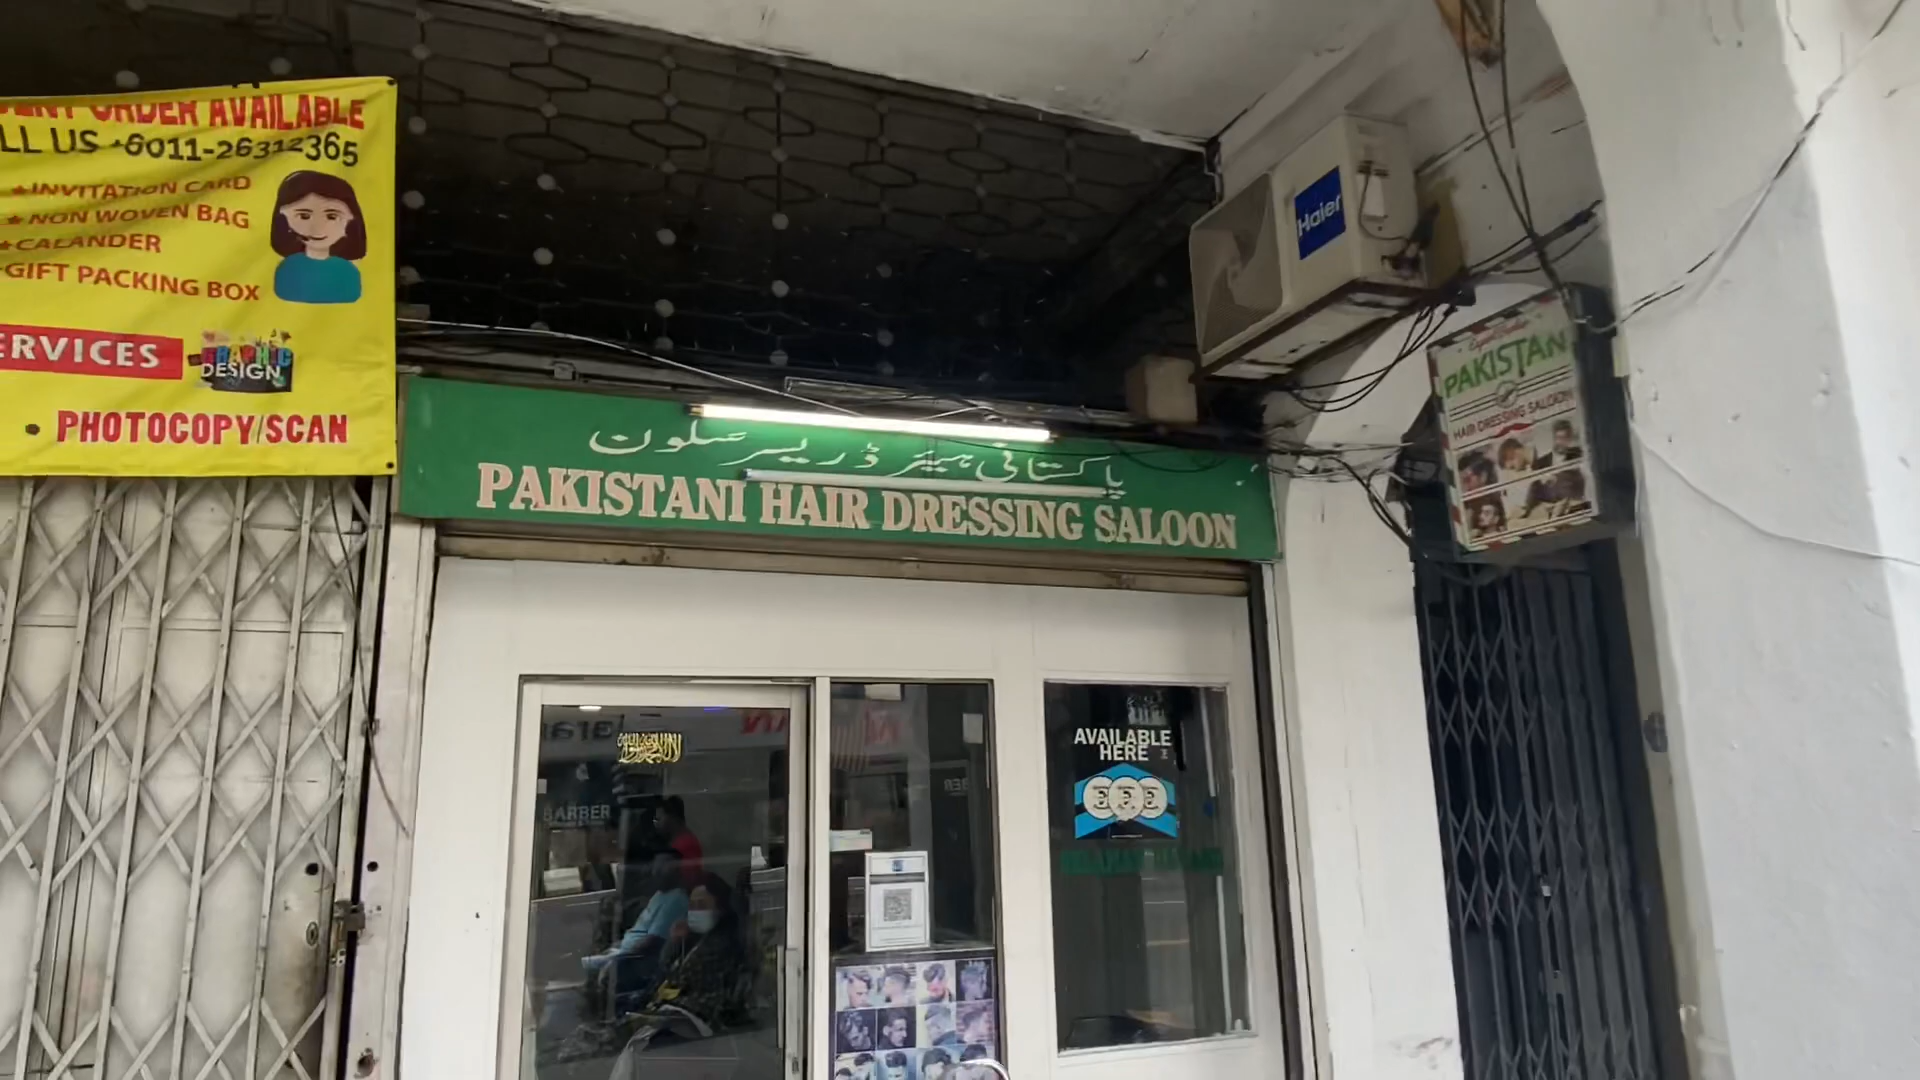 ORDER AVAILABLE
LL US +6011-26312365
★INVITATION CARD
★NON WOVEN BAG
★CALANDER
GIFT PACKING BOX
ERVICES
GRAPHIC
DESIGN
• PHOTOCOPY/SCAN
پاکستانی ہیئر ڈریسر سلون
PAKISTANI HAIR DRESSING SALOON
Haier
PAKISTAN
HAIR DRESSING SALOON
BARBER
AVAILABLE
HERE